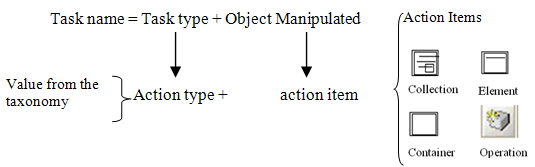 Task name = Task type + Object Manipulated
Action Items
Value from the
taxonomy
Action type +
action item
Collection
Element
Container
Operation